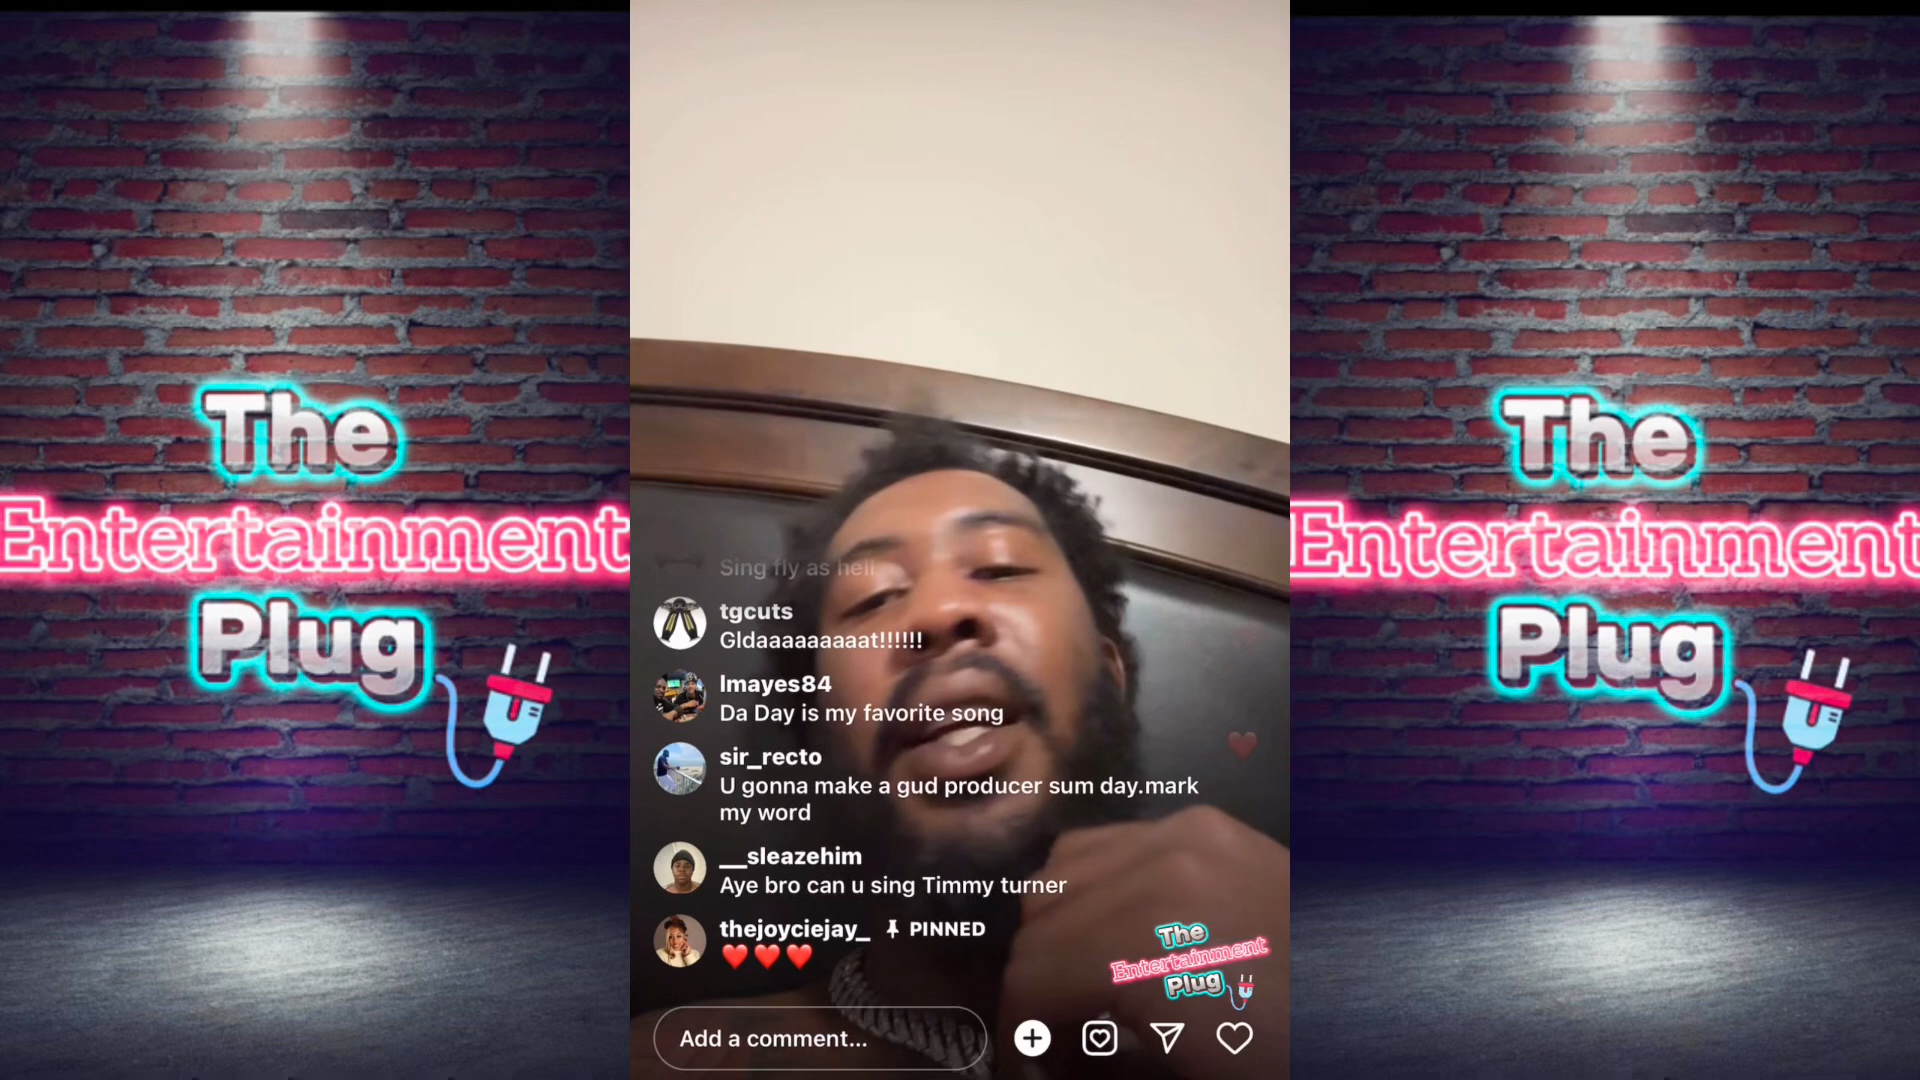 The
Entertainment
Plug
Sing fly as hell
tgcuts
Gldaaaaaaaaat!!!!!!
lmayes84
Da Day is my favorite song
sir_recto
U gonna make a gud producer sum day.mark
my word
__sleazehim
Aye bro can u sing Timmy turner
thejoyciejay_ PINNED
❤️❤️❤️
Add a comment...
The
Entertainment
Plug
The
Entertainment
Plug